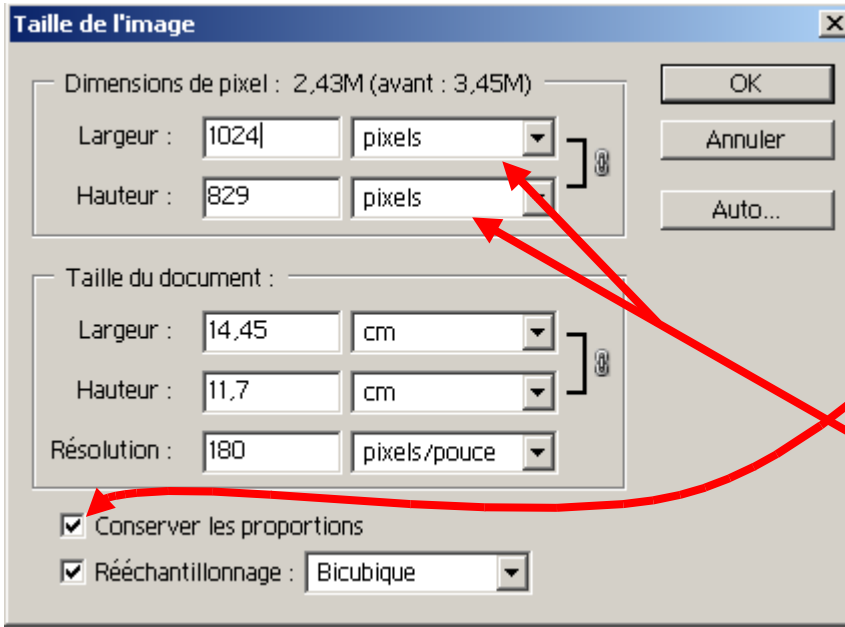 Taille de l'image
Dimensions de pixel : 2,43M (avant : 3,45M)
OK
Largeur : 1024 pixels
Annuler
Hauteur : 829 pixels
Auto...
Taille du document :
Largeur : 14,45 cm
Hauteur : 11,7 cm
Résolution : 180 pixels/pouce
Conserver les proportions
Rééchantillonnage : Bicubique